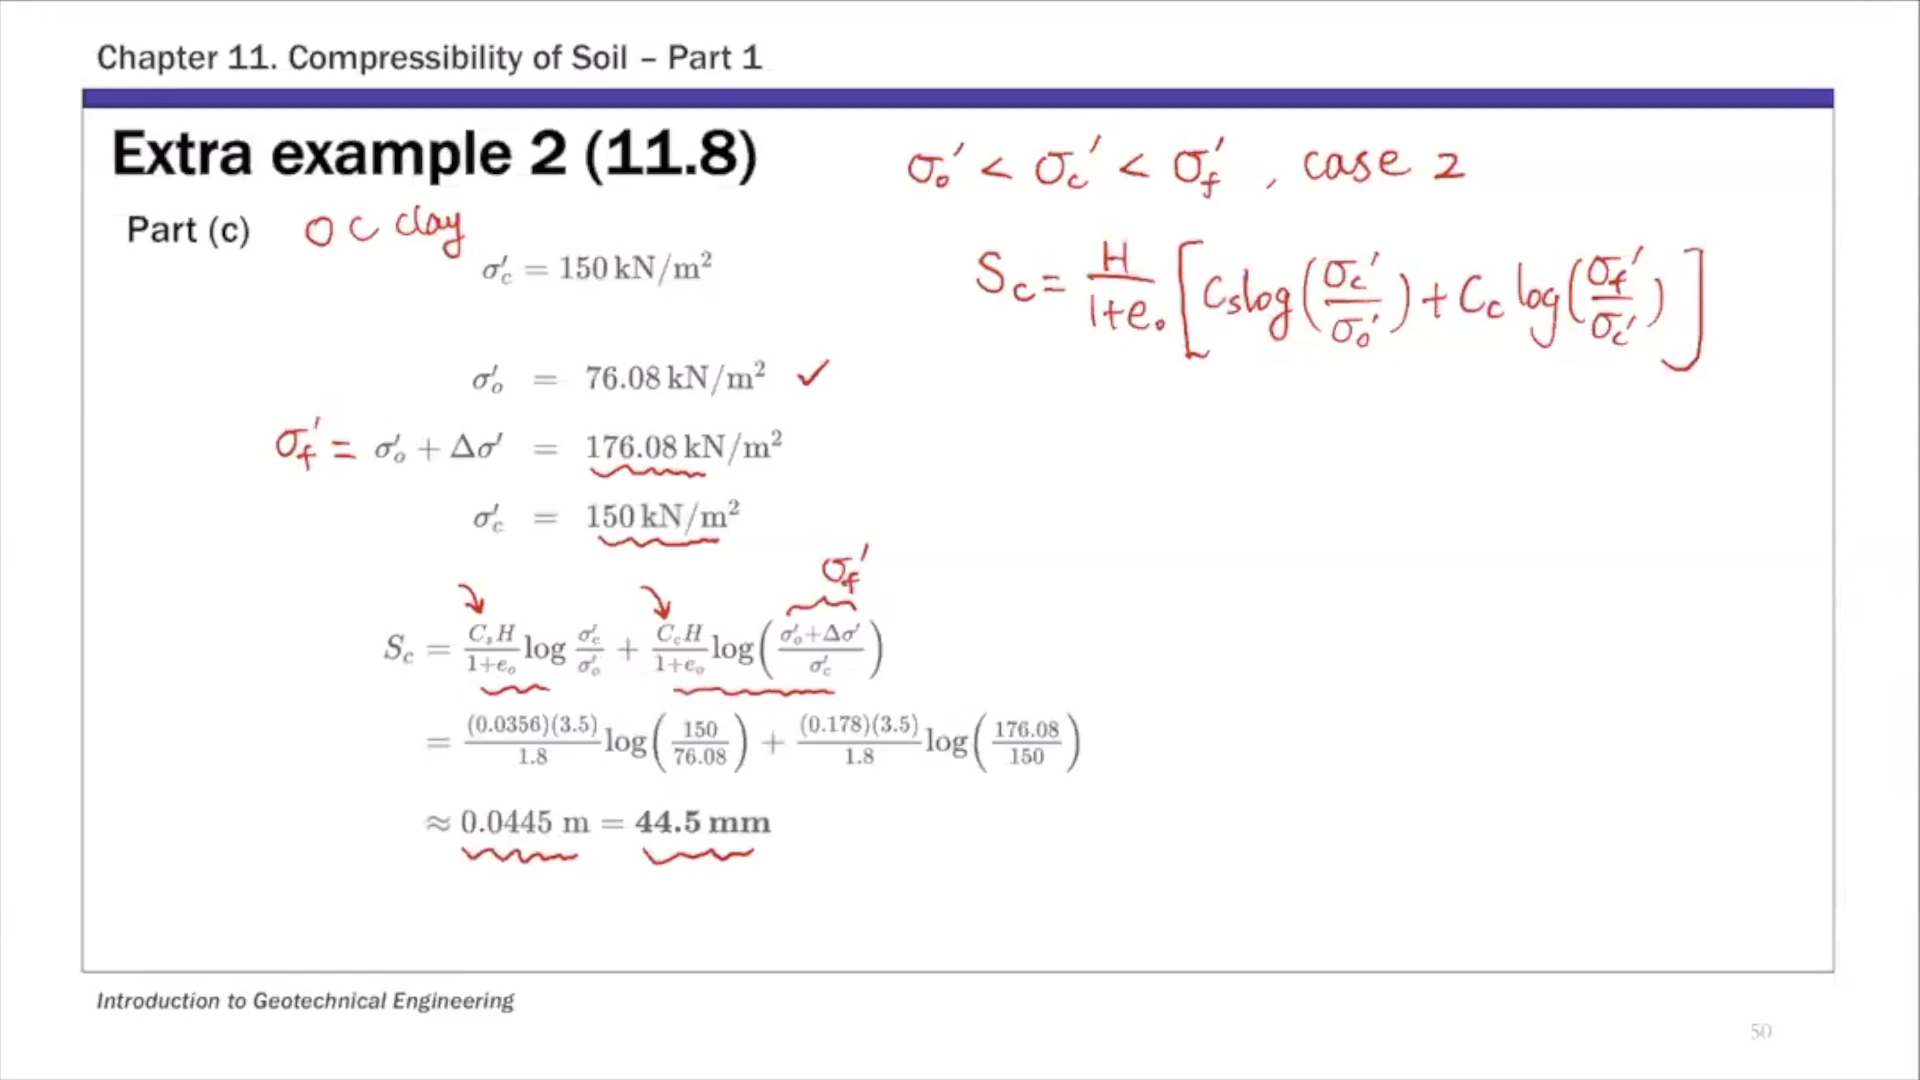 Chapter 11. Compressibility of Soil – Part 1
Extra example 2 (11.8)
σₒ′ < σc′ < σf′ , case 2
Part (c) OC clay
σ′c = 150 kN/m²
Sc = H/(1+eₒ) [Cs log(σc′/σₒ′) + Cc log(σf′/σc′)]
σ′o = 76.08 kN/m² ✓
σf′ = σ′o + Δσ′ = 176.08 kN/m²
σ′c = 150 kN/m²
σf′
Sc = CsH/(1+eo) log σ′c/σ′o + CcH/(1+eo) log((σ′o+Δσ′)/σ′c)
= (0.0356)(3.5)/1.8 log(150/76.08) + (0.178)(3.5)/1.8 log(176.08/150)
≈ 0.0445 m = 44.5 mm
Introduction to Geotechnical Engineering
50